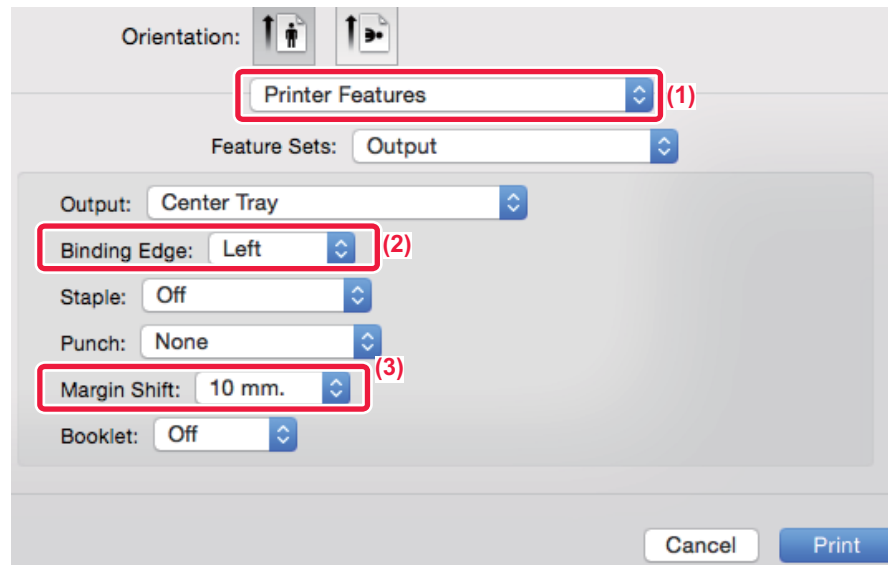 Orientation:
Printer Features (1)
Feature Sets: Output
Output: Center Tray
Binding Edge: Left (2)
Staple: Off
Punch: None
(3)
Margin Shift: 10 mm.
Booklet: Off
Cancel Print